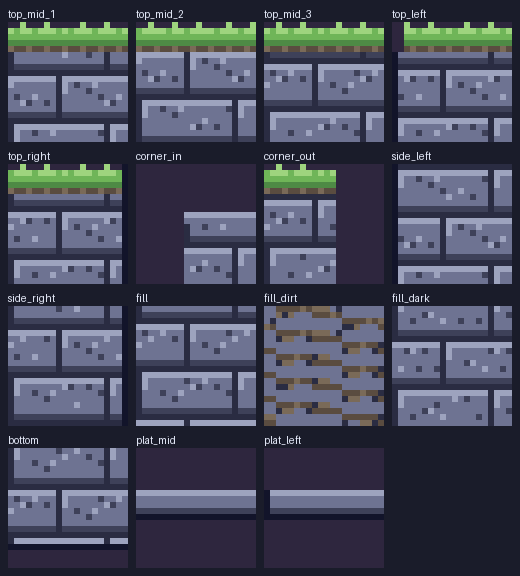 top_mid_1 top_mid_2 top_mid_3 top_left
top_right corner_in corner_out side_left
side_right fill fill_dirt fill_dark
bottom plat_mid plat_left